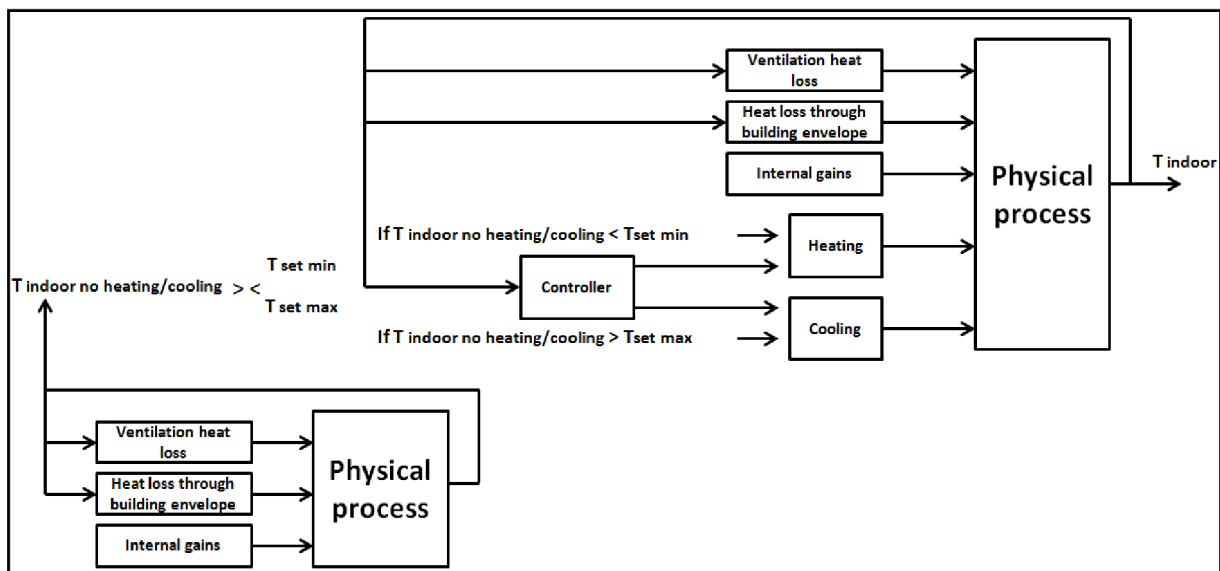 Ventilation heat
loss
Heat loss through
building envelope
Internal gains
Physical
process
T indoor
If T indoor no heating/cooling < Tset min
Heating
Controller
If T indoor no heating/cooling > Tset max
Cooling
T set min
T indoor no heating/cooling > <
T set max
Ventilation heat
loss
Heat loss through
building envelope
Internal gains
Physical
process